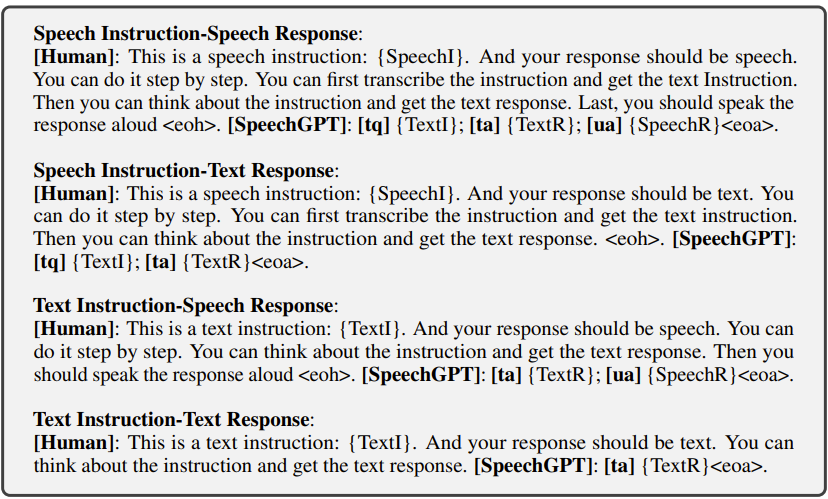 Speech Instruction-Speech Response:
[Human]: This is a speech instruction: {SpeechI}. And your response should be speech.
You can do it step by step. You can first transcribe the instruction and get the text Instruction.
Then you can think about the instruction and get the text response. Last, you should speak the
response aloud <eoh>. [SpeechGPT]: [tq] {TextI}; [ta] {TextR}; [ua] {SpeechR}<eoa>.
Speech Instruction-Text Response:
[Human]: This is a speech instruction: {SpeechI}. And your response should be text. You
can do it step by step. You can first transcribe the instruction and get the text instruction.
Then you can think about the instruction and get the text response. <eoh>. [SpeechGPT]:
[tq] {TextI}; [ta] {TextR}<eoa>.
Text Instruction-Speech Response:
[Human]: This is a text instruction: {TextI}. And your response should be speech. You can
do it step by step. You can think about the instruction and get the text response. Then you
should speak the response aloud <eoh>. [SpeechGPT]: [ta] {TextR}; [ua] {SpeechR}<eoa>.
Text Instruction-Text Response:
[Human]: This is a text instruction: {TextI}. And your response should be text. You can
think about the instruction and get the text response. [SpeechGPT]: [ta] {TextR}<eoa>.